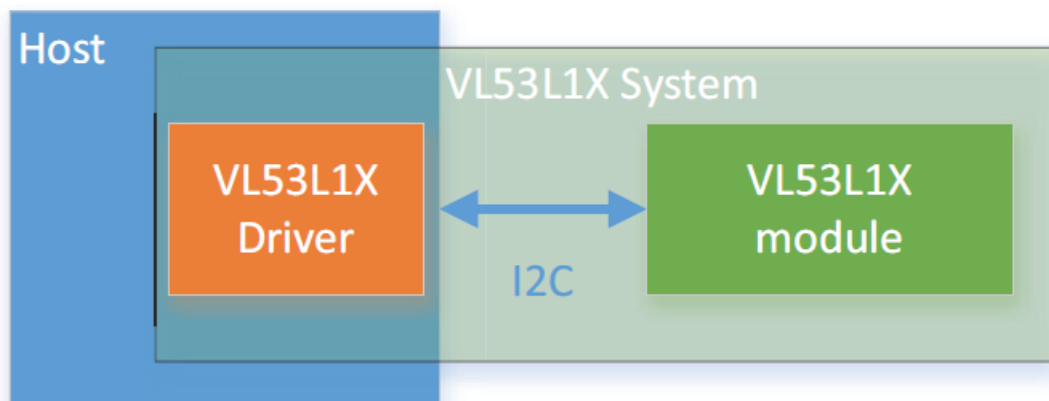 Host
VL53L1X System
VL53L1X
Driver
I2C
VL53L1X
module